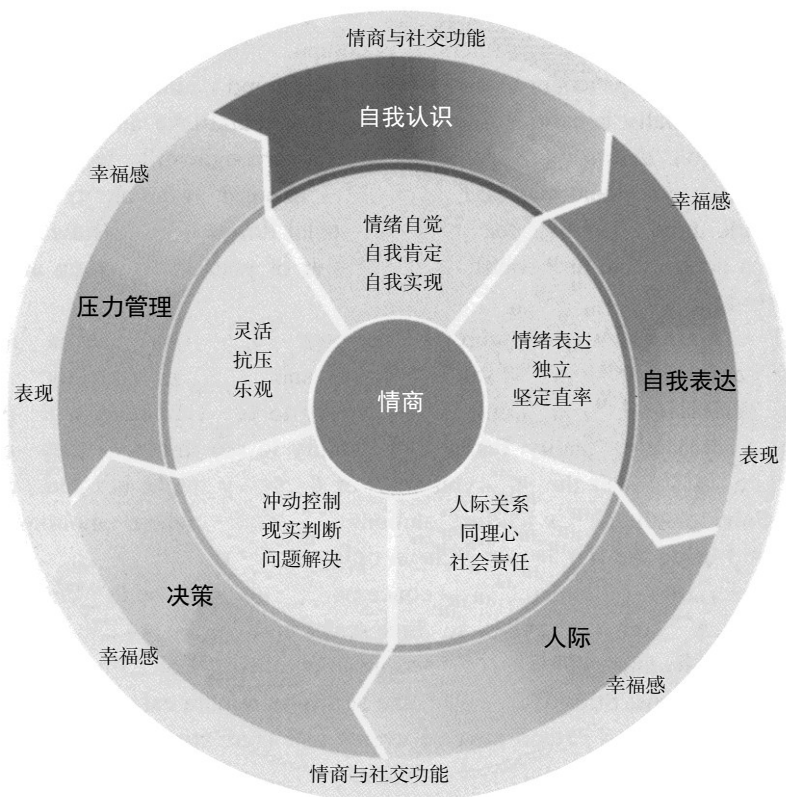 情商与社交功能
自我认识
幸福感
幸福感
情绪自觉
自我肯定
自我实现
压力管理
灵活
抗压
乐观
情商
情绪表达
独立
坚定直率
自我表达
表现
表现
冲动控制
现实判断
问题解决
人际关系
同理心
社会责任
决策
人际
幸福感
幸福感
情商与社交功能